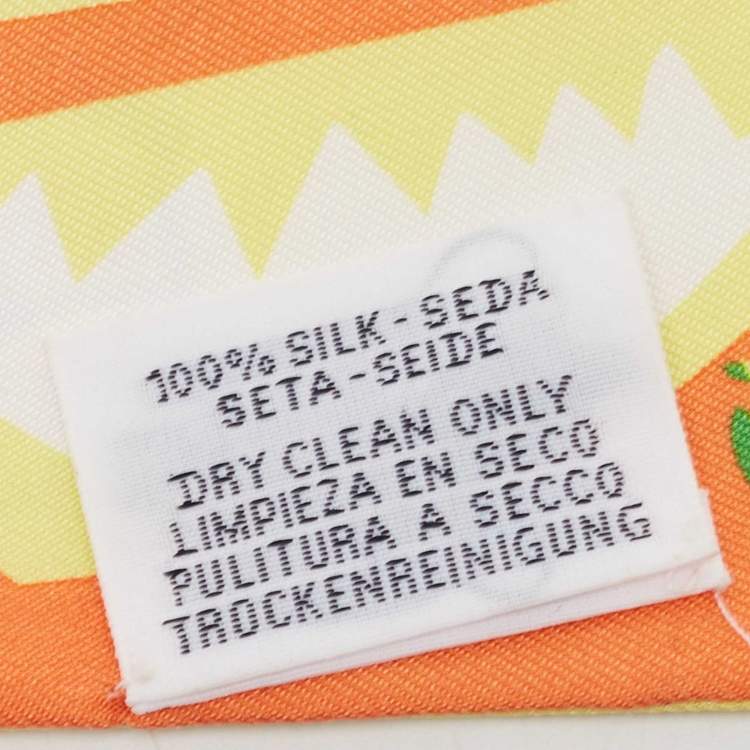 100% SILK-SEDA
SETA-SEIDE
DRY CLEAN ONLY
LIMPIEZA EN SECO
PULITURA A SECCO
TROCKENREINIGUNG